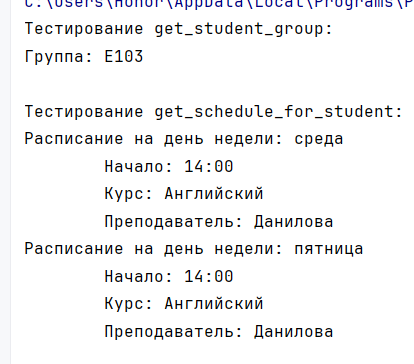 C:\Users\Honor\AppData\Local\Programs\P
Тестирование get_student_group:
Группа: E103
Тестирование get_schedule_for_student:
Расписание на день недели: среда
Начало: 14:00
Курс: Английский
Преподаватель: Данилова
Расписание на день недели: пятница
Начало: 14:00
Курс: Английский
Преподаватель: Данилова